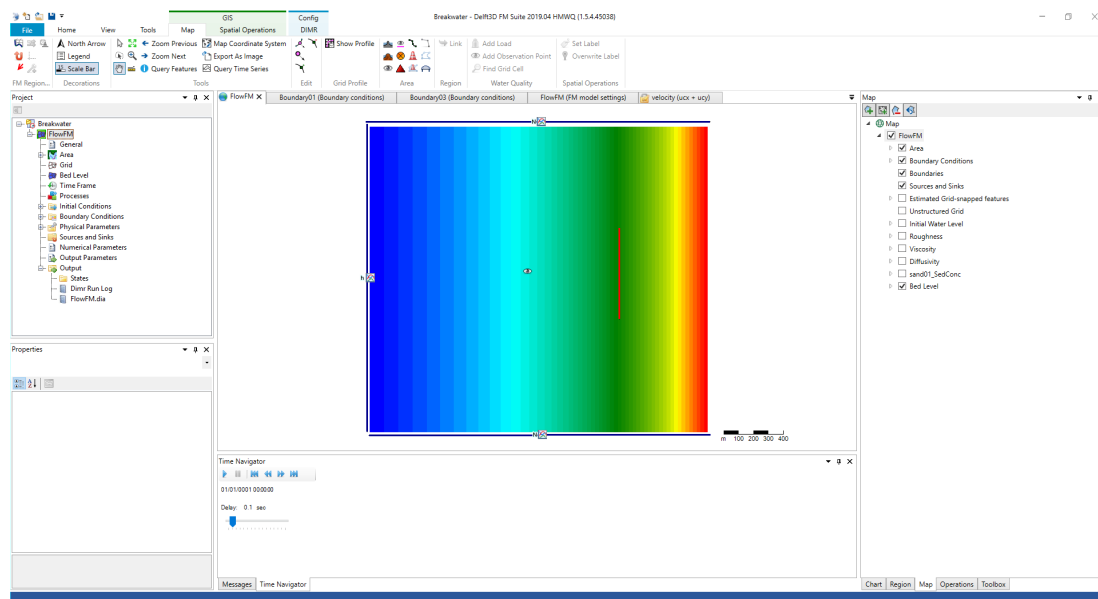 GIS
Config
Breakwater - Delft3D FM Suite 2019.04 HMWQ (1.5.4.45038)
File Home View Tools Map Spatial Operations DIMR
North Arrow Zoom Previous Map Coordinate System Show Profile Link Add Load Set Label
Legend Zoom Next Export As Image Add Observation Point Overwrite Label
Scale Bar Query Features Query Time Series Find Grid Cell
FM Region... Decorations Tools Edit Grid Profile Area Region Water Quality Spatial Operations
Project
FlowFM Boundary01 (Boundary conditions) Boundary03 (Boundary conditions) FlowFM (FM model settings) velocity (ucx + ucy)
Map
Breakwater
FlowFM
General
Area
Grid
Bed Level
Time Frame
Processes
Initial Conditions
Boundary Conditions
Physical Parameters
Sources and Sinks
Numerical Parameters
Output Parameters
Output
States
Dimr Run Log
FlowFM.dia
Properties
N
h
N
m 100 200 300 400
Time Navigator
01/01/0001 000000
Delay: 0.1 sec
Messages Time Navigator
Map
FlowFM
Area
Boundary Conditions
Boundaries
Sources and Sinks
Estimated Grid-snapped features
Unstructured Grid
Initial Water Level
Roughness
Viscosity
Diffusivity
sand01_SedConc
Bed Level
Chart Region Map Operations Toolbox